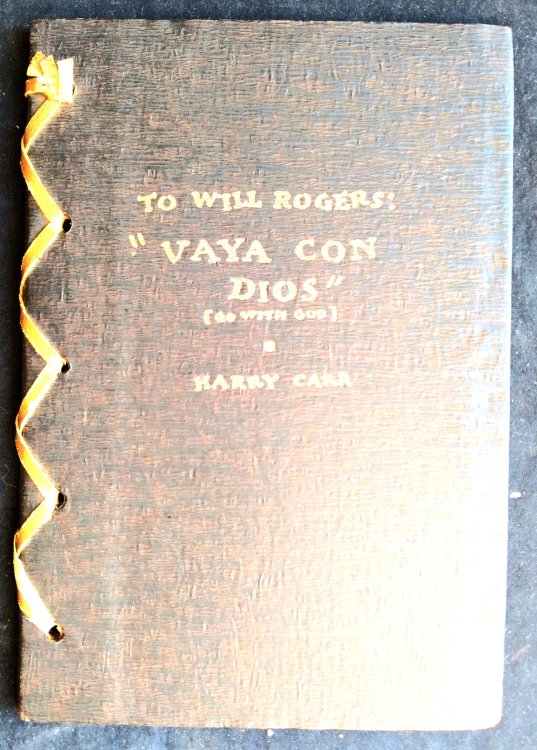 TO WILL ROGERS:
"VAYA CON
DIOS"
[GO WITH GOD]
HARRY CARR